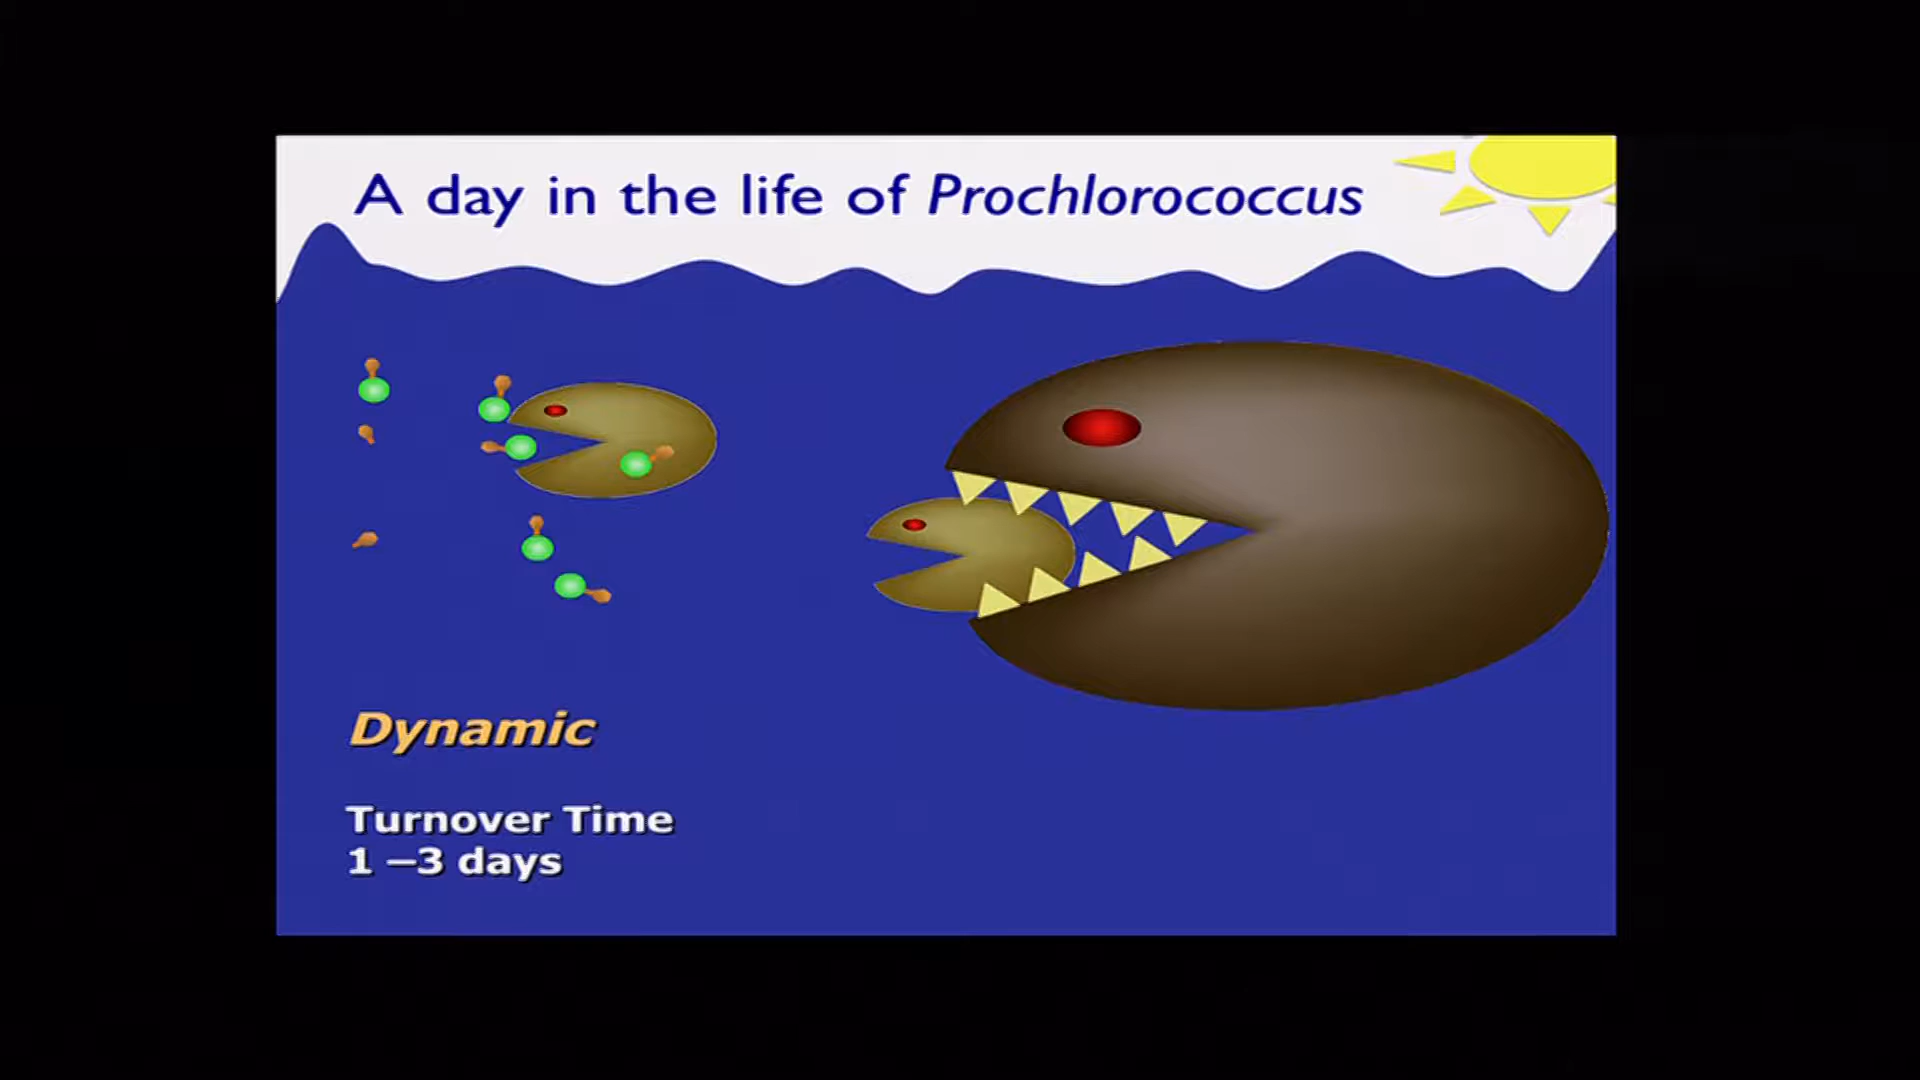 A day in the life of Prochlorococcus
Dynamic
Turnover Time
1 –3 days